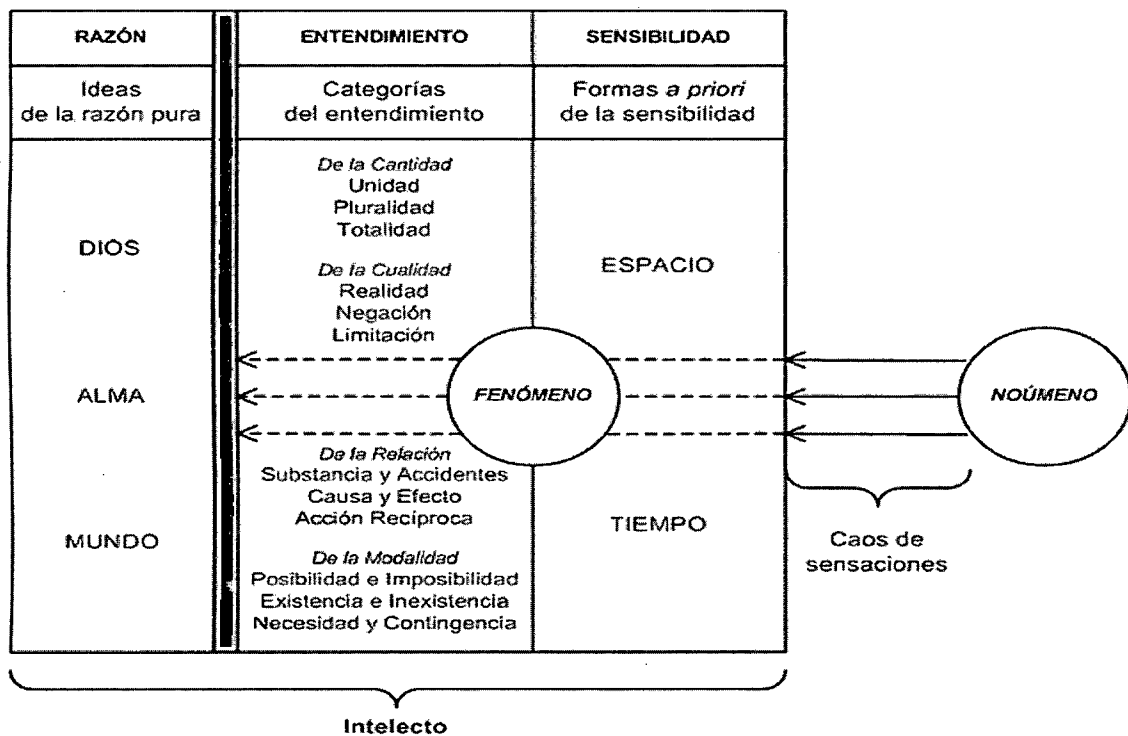 RAZÓN
ENTENDIMIENTO
SENSIBILIDAD
Ideas
de la razón pura
Categorías
del entendimiento
Formas a priori
de la sensibilidad
DIOS
ALMA
MUNDO
De la Cantidad
Unidad
Pluralidad
Totalidad
De la Cualidad
Realidad
Negación
Limitación
De la Relación
Substancia y Accidentes
Causa y Efecto
Acción Recíproca
De la Modalidad
Posibilidad e Imposibilidad
Existencia e Inexistencia
Necesidad y Contingencia
ESPACIO
TIEMPO
FENÓMENO
NOÚMENO
Caos de
sensaciones
Intelecto